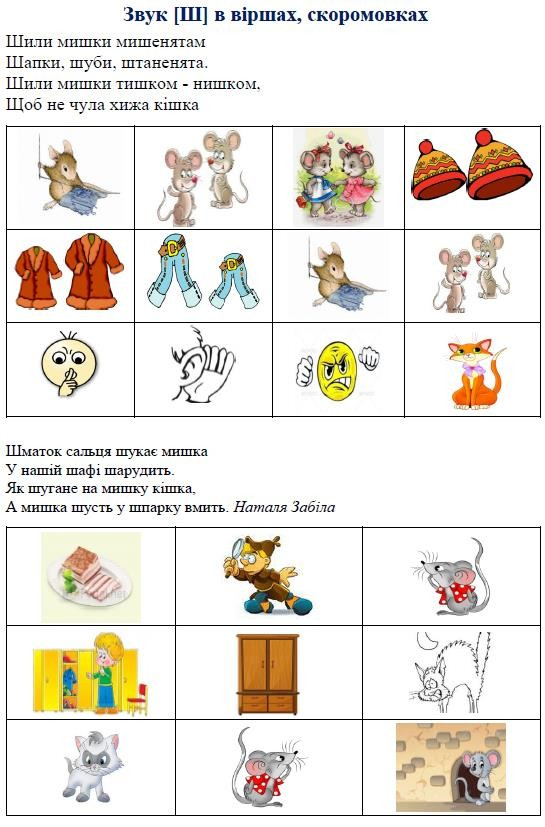 Звук [Ш] в віршах, скоромовках
Шили мишки мишенятам
Шапки, шуби, штаненята.
Шили мишки тишком - нишком,
Щоб не чула хижа кішка
Шматок сальця шукає мишка
У нашій шафі шарудить.
Як шугане на мишку кішка,
А мишка шусть у шпарку вмить. Наталя Забіла